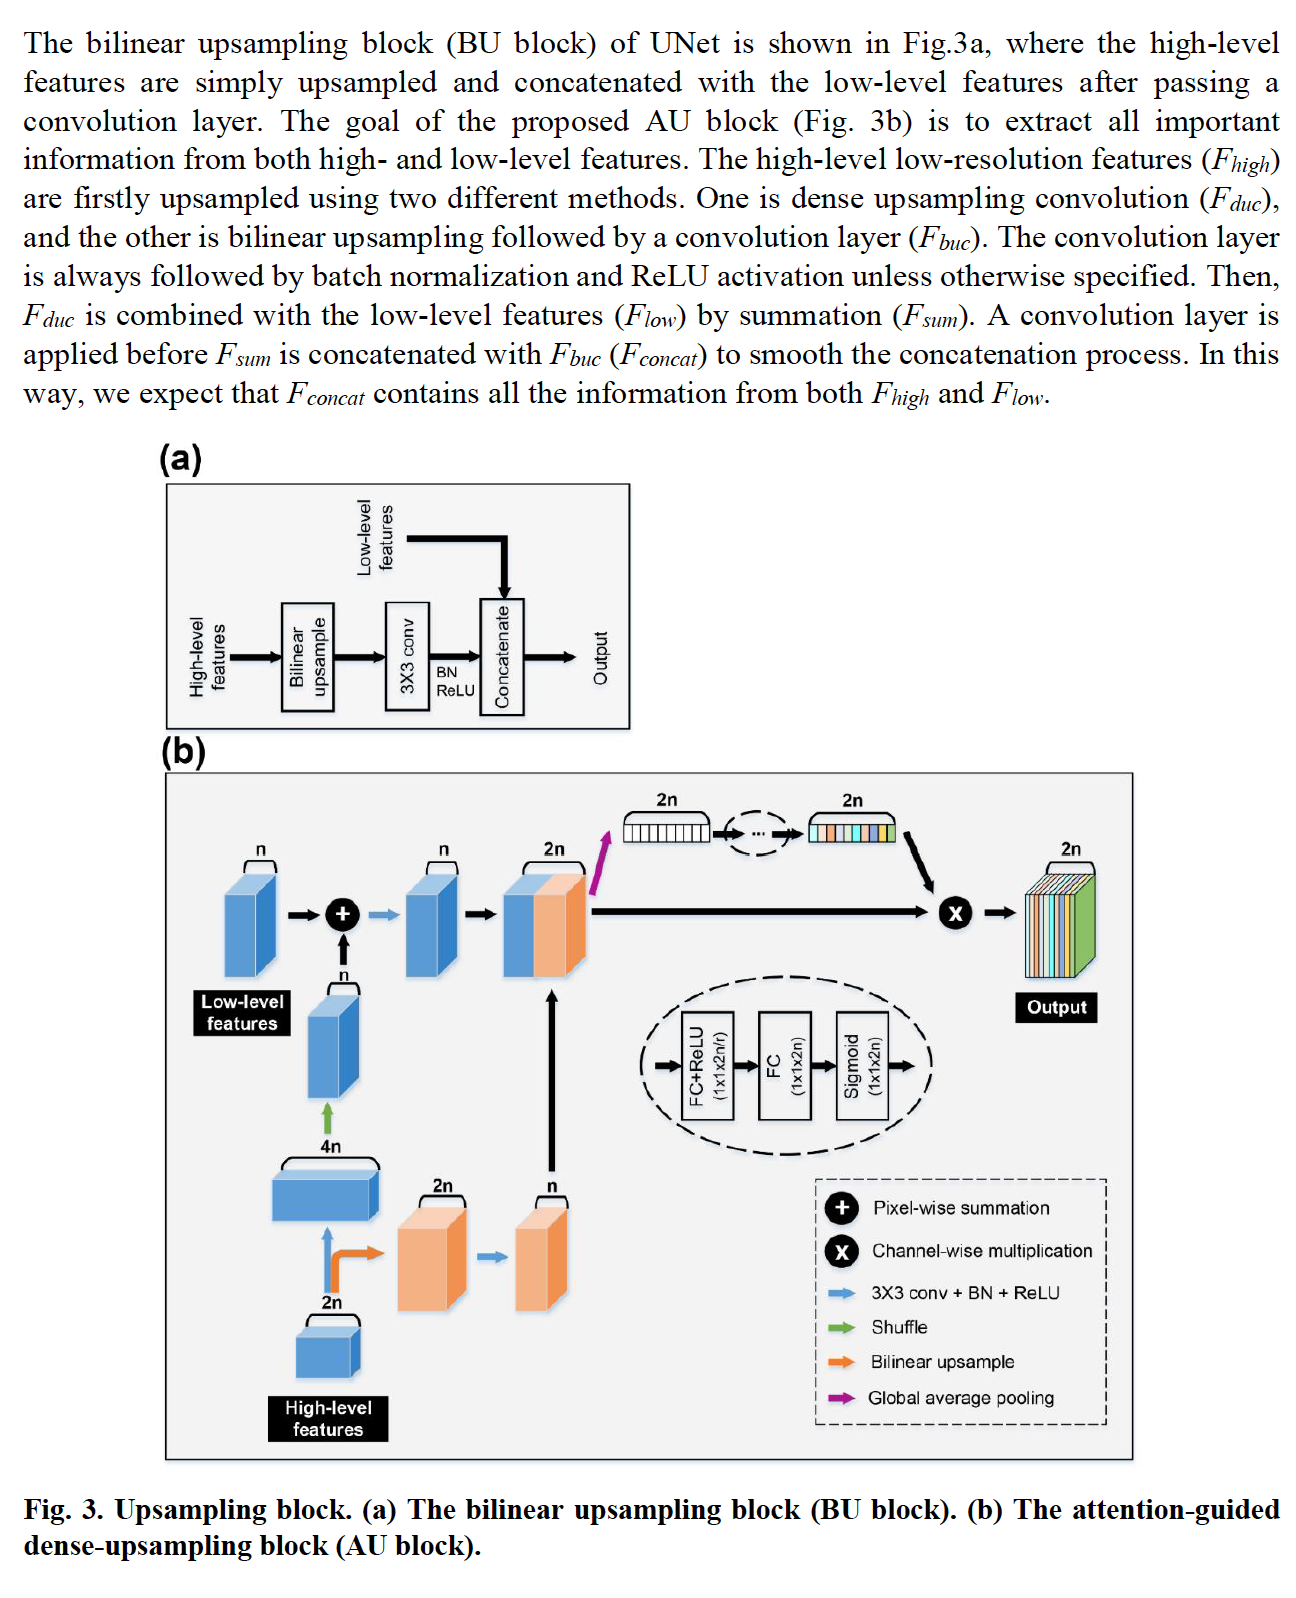 The bilinear upsampling block (BU block) of UNet is shown in Fig.3a, where the high-level
features are simply upsampled and concatenated with the low-level features after passing a
convolution layer. The goal of the proposed AU block (Fig. 3b) is to extract all important
information from both high- and low-level features. The high-level low-resolution features (Fhigh)
are firstly upsampled using two different methods. One is dense upsampling convolution (Fduc),
and the other is bilinear upsampling followed by a convolution layer (Fbuc). The convolution layer
is always followed by batch normalization and ReLU activation unless otherwise specified. Then,
Fduc is combined with the low-level features (Flow) by summation (Fsum). A convolution layer is
applied before Fsum is concatenated with Fbuc (Fconcat) to smooth the concatenation process. In this
way, we expect that Fconcat contains all the information from both Fhigh and Flow.
(a)
Low-level
features
High-level
features
Bilinear
upsample
3X3 conv
BN
ReLU
Concatenate
Output
(b)
2n
...
2n
n
n
2n
2n
+
X
n
Low-level
features
Output
FC+ReLU
(1x1x2n/r)
FC
(1x1x2n)
Sigmoid
(1x1x2n)
4n
2n
n
2n
High-level
features
+ Pixel-wise summation
X Channel-wise multiplication
3X3 conv + BN + ReLU
Shuffle
Bilinear upsample
Global average pooling
Fig. 3. Upsampling block. (a) The bilinear upsampling block (BU block). (b) The attention-guided
dense-upsampling block (AU block).